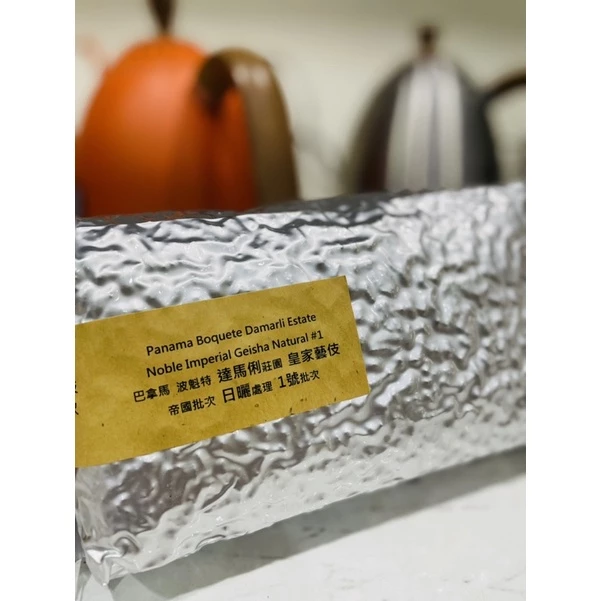 Panama Boquete Damarli Estate
Noble Imperial Geisha Natural #1
巴拿馬 波魁特 達馬俐莊園 皇家藝伎
帝國批次 日曬處理 1號批次